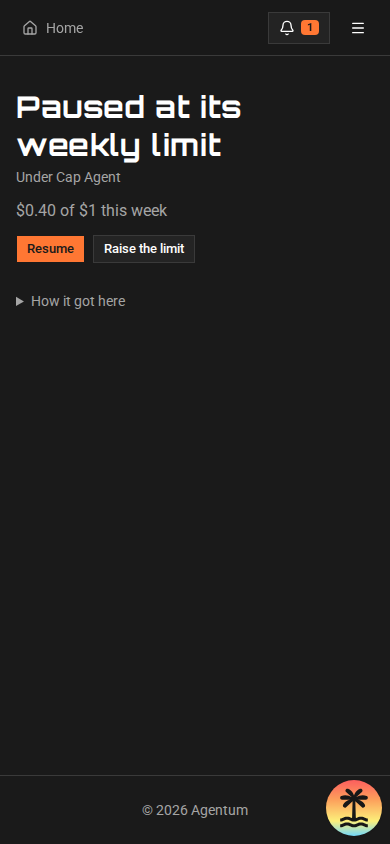 Home
1
Paused at its
weekly limit
Under Cap Agent
$0.40 of $1 this week
Resume
Raise the limit
How it got here
© 2026 Agentum